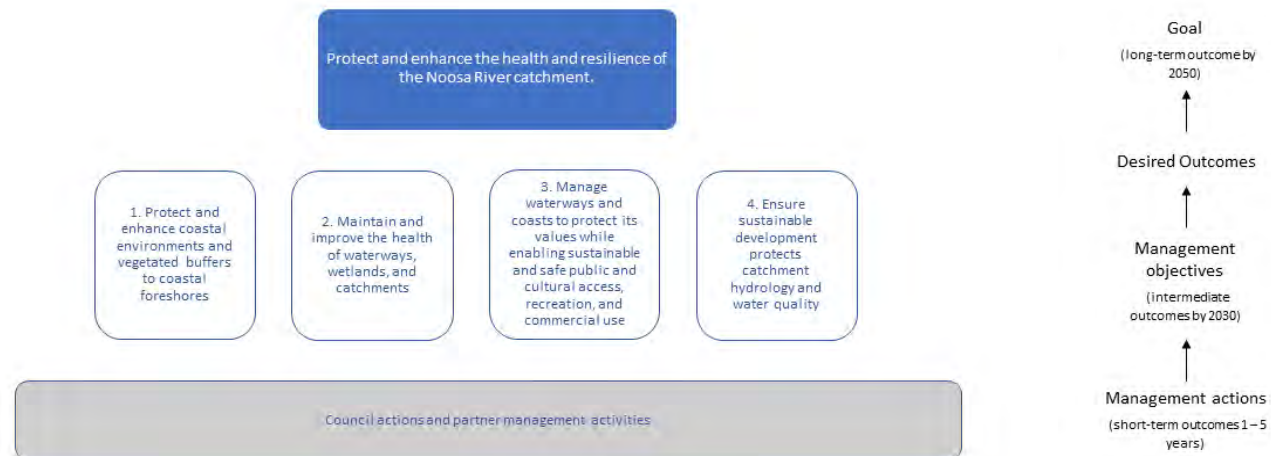 Protect and enhance the health and resilience of
the Noosa River catchment.
1. Protect and
enhance coastal
environments and
vegetated buffers
to coastal
foreshores
2. Maintain and
improve the health
of waterways,
wetlands, and
catchments
3. Manage
waterways and
coasts to protect its
values while
enabling sustainable
and safe public and
cultural access,
recreation, and
commercial use
4. Ensure
sustainable
development
protects
catchment
hydrology and
water quality
Council actions and partner management activities
Goal
(long-term outcome by
2050)
Desired Outcomes
Management
objectives
(intermediate
outcomes by 2030)
Management actions
(short-term outcomes 1 – 5
years)